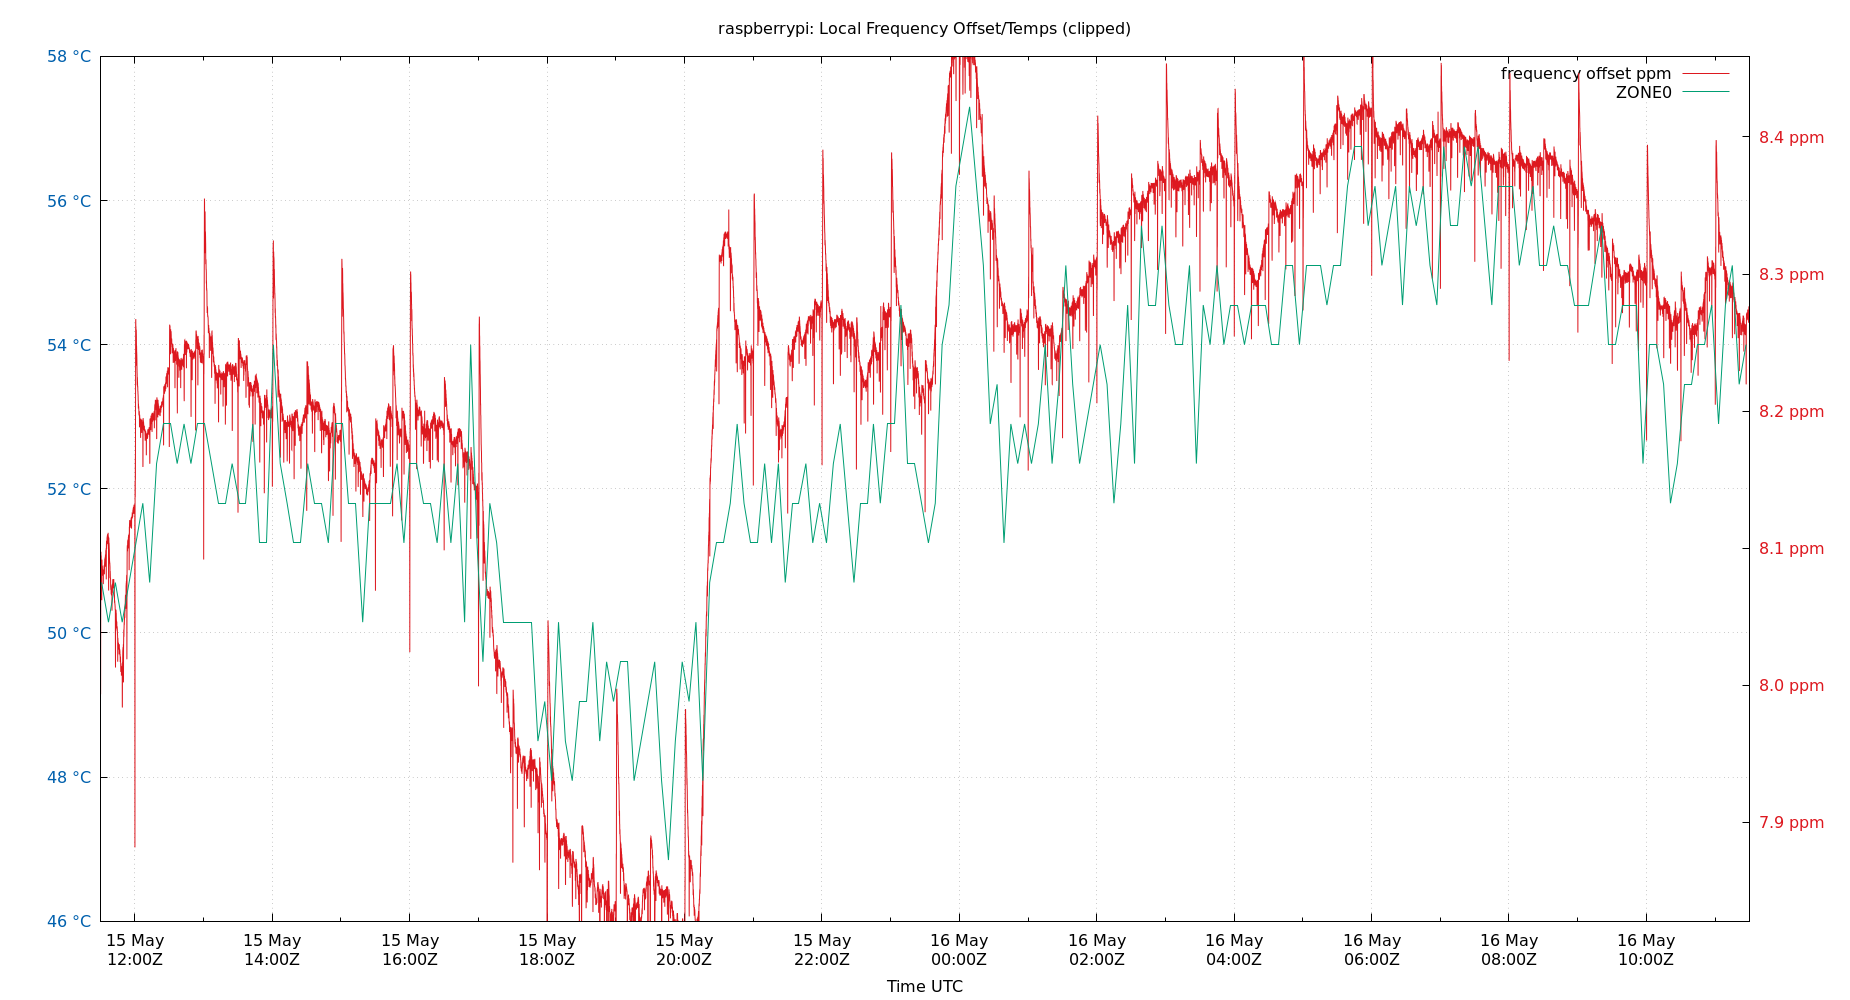 raspberrypi: Local Frequency Offset/Temps (clipped)
58 °C
56 °C
54 °C
52 °C
50 °C
48 °C
46 °C
frequency offset ppm
ZONE0
8.4 ppm
8.3 ppm
8.2 ppm
8.1 ppm
8.0 ppm
7.9 ppm
15 May
12:00Z
15 May
14:00Z
15 May
16:00Z
15 May
18:00Z
15 May
20:00Z
15 May
22:00Z
16 May
00:00Z
16 May
02:00Z
16 May
04:00Z
16 May
06:00Z
16 May
08:00Z
16 May
10:00Z
Time UTC